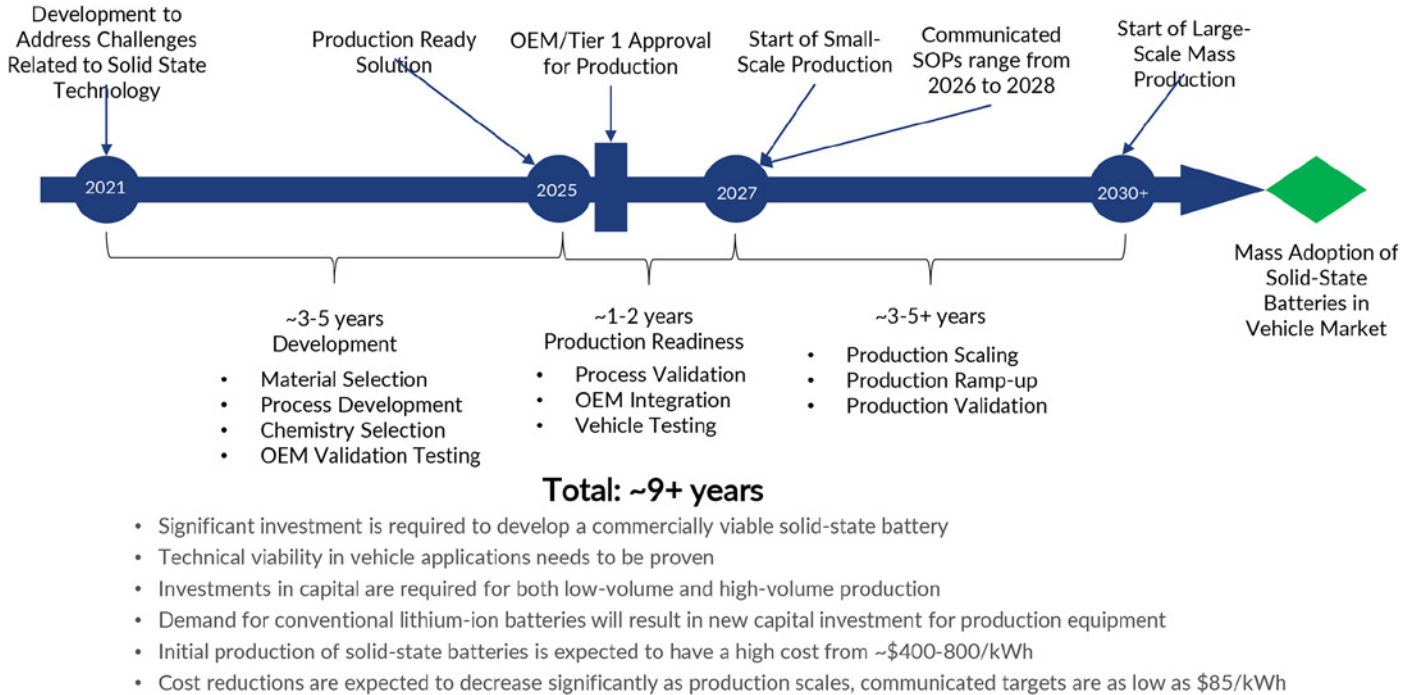 Development to
Address Challenges
Related to Solid State
Technology
Production Ready
Solution
OEM/Tier 1 Approval
for Production
Start of Small-
Scale Production
Communicated
SOPs range from
2026 to 2028
Start of Large-
Scale Mass
Production
2021
2025
2027
2030+
Mass Adoption of
Solid-State
Batteries in
Vehicle Market
~3-5 years
Development
• Material Selection
• Process Development
• Chemistry Selection
• OEM Validation Testing
~1-2 years
Production Readiness
• Process Validation
• OEM Integration
• Vehicle Testing
~3-5+ years
• Production Scaling
• Production Ramp-up
• Production Validation
Total: ~9+ years
• Significant investment is required to develop a commercially viable solid-state battery
• Technical viability in vehicle applications needs to be proven
• Investments in capital are required for both low-volume and high-volume production
• Demand for conventional lithium-ion batteries will result in new capital investment for production equipment
• Initial production of solid-state batteries is expected to have a high cost from ~$400-800/kWh
• Cost reductions are expected to decrease significantly as production scales, communicated targets are as low as $85/kWh